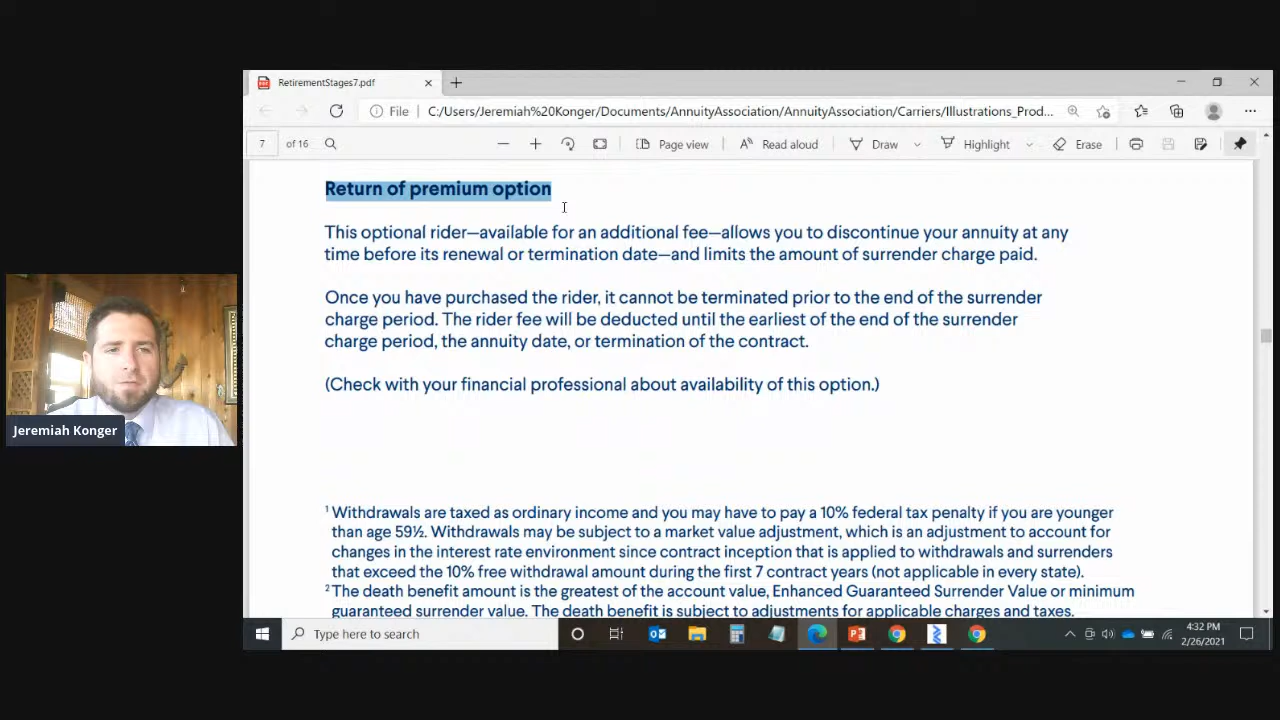 RetirementStages7.pdf
File
C:/Users/Jeremiah%20Konger/Documents/AnnuityAssociation/AnnuityAssociation/Carriers/Illustrations_Prod...
7 of 16
Page view
Read aloud
Draw
Highlight
Erase
Return of premium option
This optional rider—available for an additional fee—allows you to discontinue your annuity at any
time before its renewal or termination date—and limits the amount of surrender charge paid.
Once you have purchased the rider, it cannot be terminated prior to the end of the surrender
charge period. The rider fee will be deducted until the earliest of the end of the surrender
charge period, the annuity date, or termination of the contract.
(Check with your financial professional about availability of this option.)
1 Withdrawals are taxed as ordinary income and you may have to pay a 10% federal tax penalty if you are younger
than age 59½. Withdrawals may be subject to a market value adjustment, which is an adjustment to account for
changes in the interest rate environment since contract inception that is applied to withdrawals and surrenders
that exceed the 10% free withdrawal amount during the first 7 contract years (not applicable in every state).
2 The death benefit amount is the greatest of the account value, Enhanced Guaranteed Surrender Value or minimum
guaranteed surrender value. The death benefit is subject to adjustments for applicable charges and taxes.
Jeremiah Konger
Type here to search
4:32 PM
2/26/2021